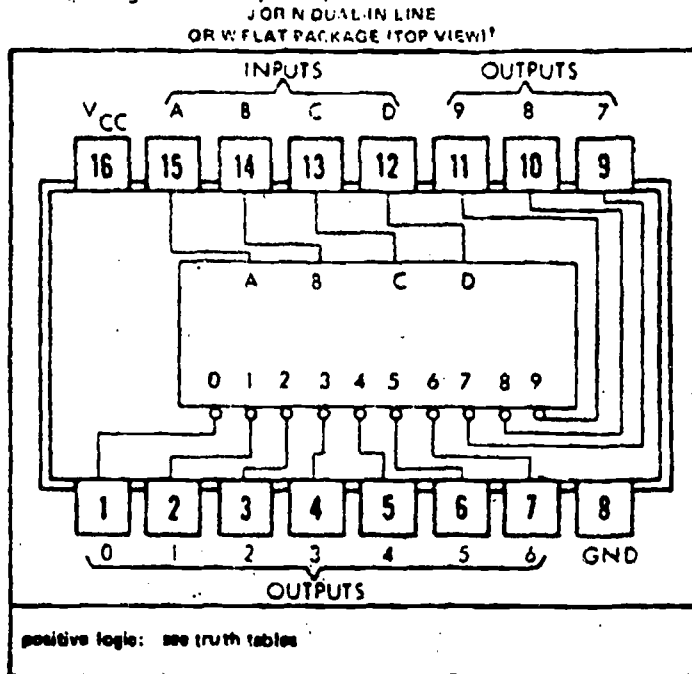 J OR N DUAL-IN LINE
OR W FLAT PACKAGE (TOP VIEW)†
INPUTS OUTPUTS
VCC A B C D 9 8 7
16 15 14 13 12 11 10 9
A B C D
0 1 2 3 4 5 6 7 8 9
1 2 3 4 5 6 7 8
0 1 2 3 4 5 6 GND
OUTPUTS
positive logic: see truth tables